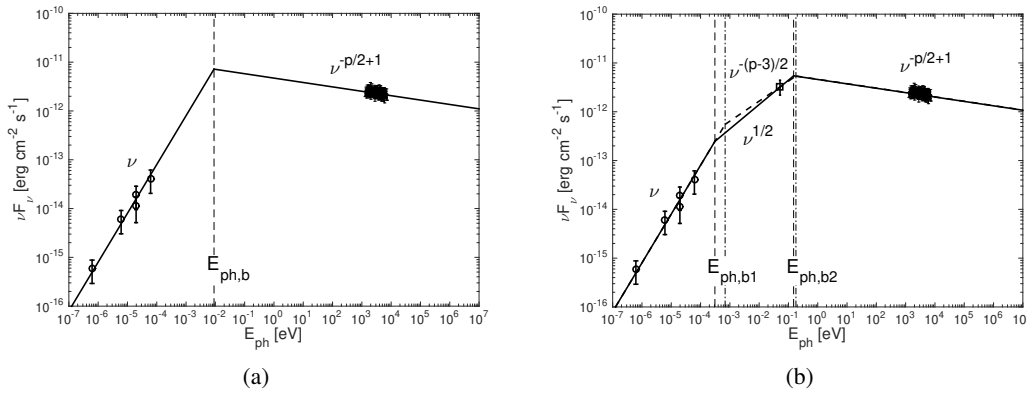 10^-10
10^-11
10^-12
10^-13
10^-14
10^-15
10^-16
νF_ν [erg cm^-2 s^-1]
ν^-p/2+1
ν
E_ph,b
10^-7 10^-6 10^-5 10^-4 10^-3 10^-2 10^-1 10^0 10^1 10^2 10^3 10^4 10^5 10^6 10^7
E_ph [eV]
(a)
10^-10
10^-11
10^-12
10^-13
10^-14
10^-15
10^-16
νF_ν [erg cm^-2 s^-1]
ν^-(p-3)/2
ν^-p/2+1
ν^1/2
ν
E_ph,b1
E_ph,b2
10^-7 10^-6 10^-5 10^-4 10^-3 10^-2 10^-1 10^0 10^1 10^2 10^3 10^4 10^5 10^6 10
E_ph [eV]
(b)